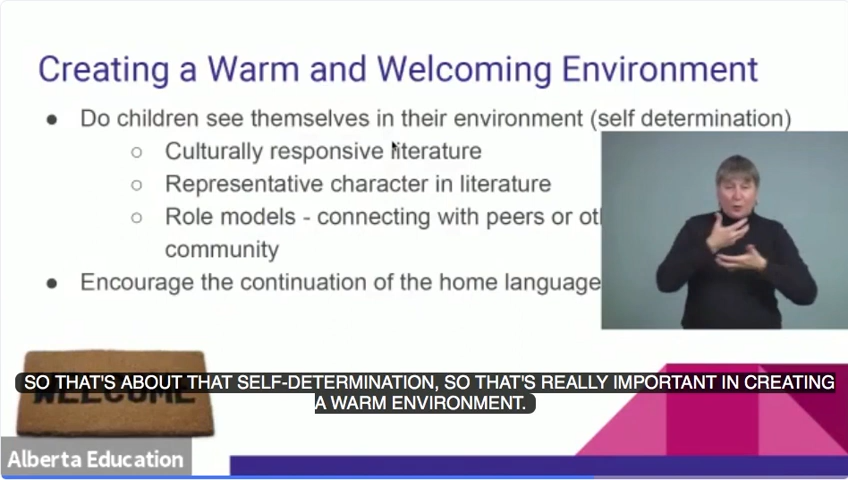 Creating a Warm and Welcoming Environment
● Do children see themselves in their environment (self determination)
○ Culturally responsive literature
○ Representative character in literature
○ Role models - connecting with peers or
community
● Encourage the continuation of the home language
WELCOME
SO THAT'S ABOUT THAT SELF-DETERMINATION, SO THAT'S REALLY IMPORTANT IN CREATING
A WARM ENVIRONMENT.
Alberta Education